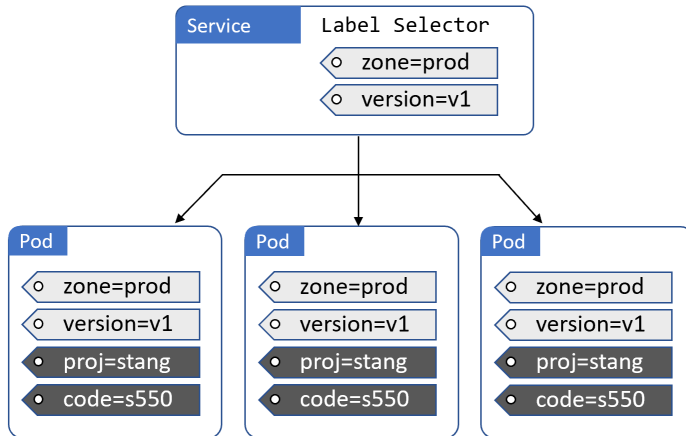 Service
Label Selector
zone=prod
version=v1
Pod
zone=prod
version=v1
proj=stang
code=s550
Pod
zone=prod
version=v1
proj=stang
code=s550
Pod
zone=prod
version=v1
proj=stang
code=s550